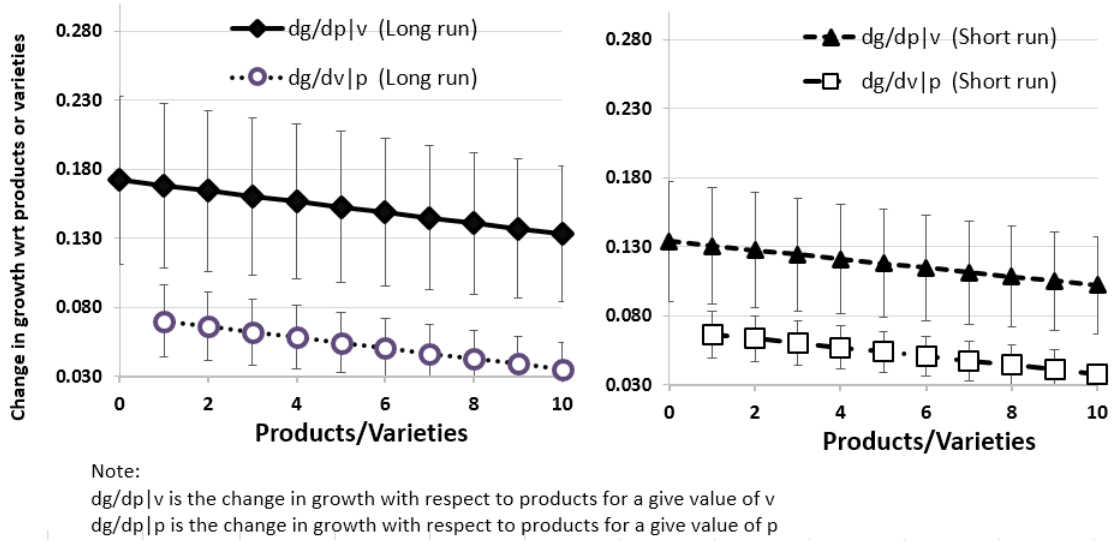 Change in growth wrt products or varieties
0.280
0.230
0.180
0.130
0.080
0.030
dg/dp|v (Long run)
dg/dv|p (Long run)
0 2 4 6 8 10
Products/Varieties
0.280
0.230
0.180
0.130
0.080
0.030
dg/dp|v (Short run)
dg/dv|p (Short run)
0 2 4 6 8 10
Products/Varieties
Note:
dg/dp|v is the change in growth with respect to products for a give value of v
dg/dp|p is the change in growth with respect to products for a give value of p